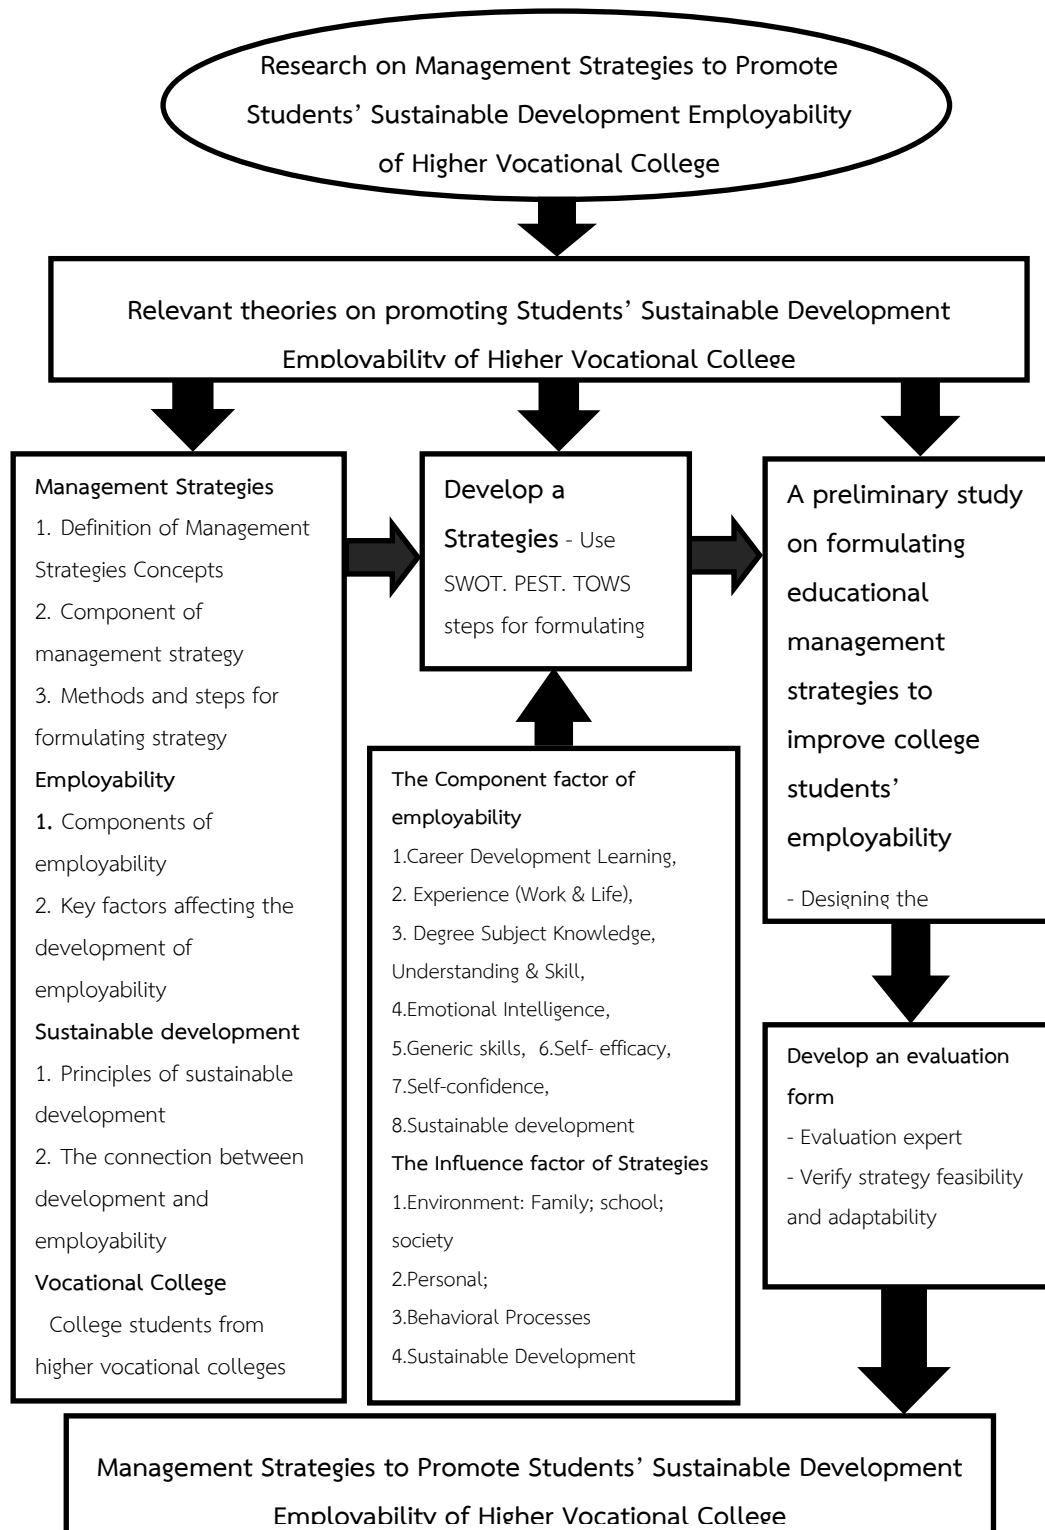 Research on Management Strategies to Promote
Students’ Sustainable Development Employability
of Higher Vocational College
Relevant theories on promoting Students’ Sustainable Development
Employability of Higher Vocational College
Management Strategies
1. Definition of Management
Strategies Concepts
2. Component of
management strategy
3. Methods and steps for
formulating strategy
Employability
1. Components of
employability
2. Key factors affecting the
development of
employability
Sustainable development
1. Principles of sustainable
development
2. The connection between
development and
employability
Vocational College
College students from
higher vocational colleges
Develop a
Strategies - Use
SWOT. PEST. TOWS
steps for formulating
The Component factor of
employability
1.Career Development Learning,
2. Experience (Work & Life),
3. Degree Subject Knowledge,
Understanding & Skill,
4.Emotional Intelligence,
5.Generic skills, 6.Self- efficacy,
7.Self-confidence,
8.Sustainable development
The Influence factor of Strategies
1.Environment: Family; school;
society
2.Personal;
3.Behavioral Processes
4.Sustainable Development
A preliminary study
on formulating
educational
management
strategies to
improve college
students’
employability
- Designing the
Develop an evaluation
form
- Evaluation expert
- Verify strategy feasibility
and adaptability
Management Strategies to Promote Students’ Sustainable Development
Employability of Higher Vocational College